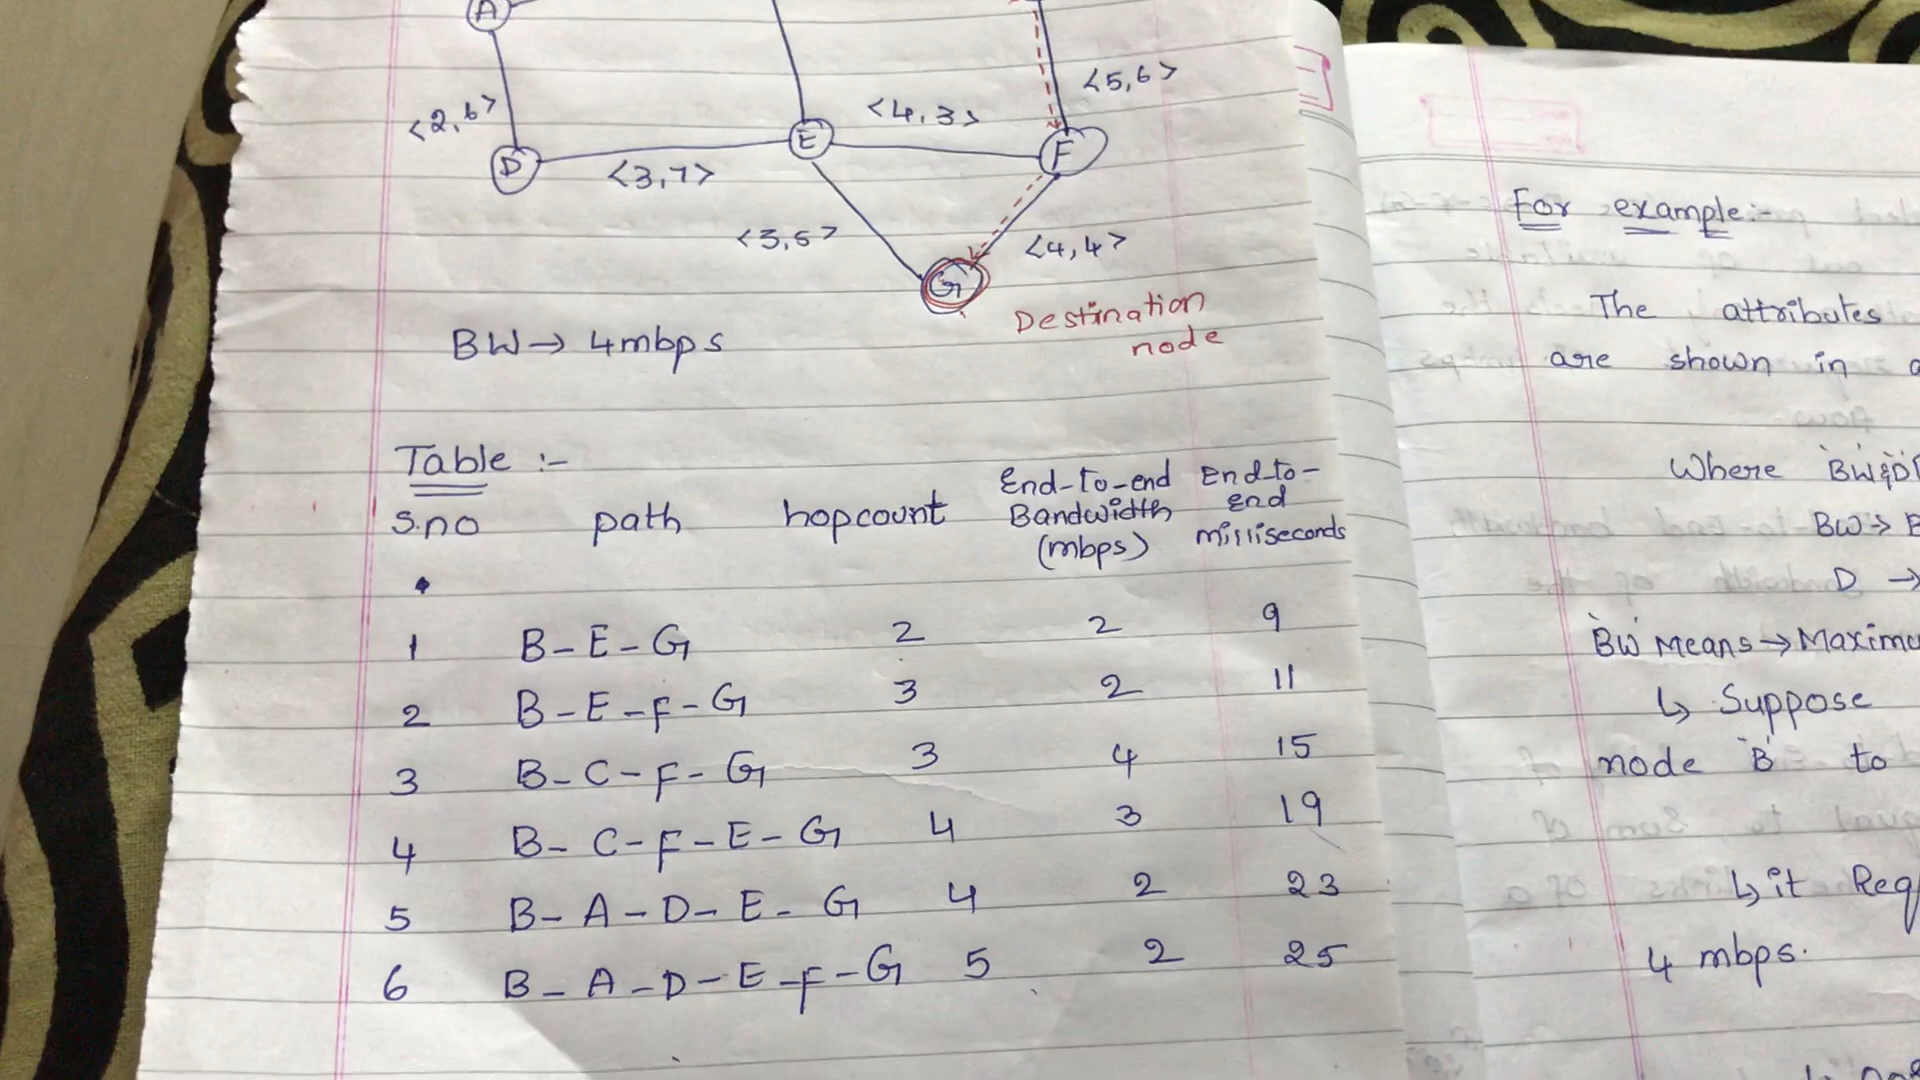 A
<5,6>
<4,3>
<2,6>
E
F
D
<3,7>
<3,5>
<4,4>
G
Destination
node
BW→ 4mbps
Table :-
S.no path hopcount End-to-end Bandwidth (mbps) End-to-end milliseconds
1 B-E-G 2 2 9
2 B-E-F-G 3 2 11
3 B-C-F-G 3 4 15
4 B-C-F-E-G 4 3 19
5 B-A-D-E-G 4 2 23
6 B-A-D-E-F-G 5 2 25
For example:-
The attributes
are shown in
Where BW&D
BW→ B
D →
BW Means→
↳ Suppose
node 'B' to
↳ it
4 mbps.